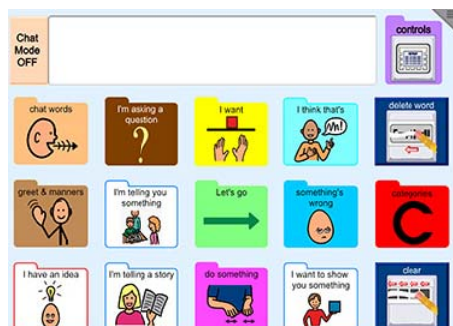 Chat
Mode
OFF
controls
chat words
I'm asking a
question
?
I want
I think that's
delete word
greet & manners
I'm telling you
something
Let's go
something's
wrong
categories
C
I have an idea
I'm telling a story
do something
I want to show
you something
clear